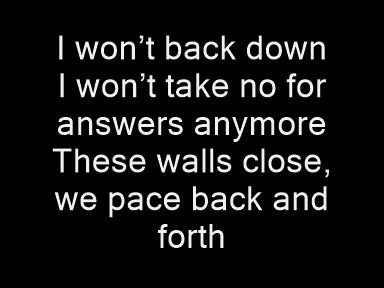 I won’t back down
I won’t take no for
answers anymore
These walls close,
we pace back and
forth